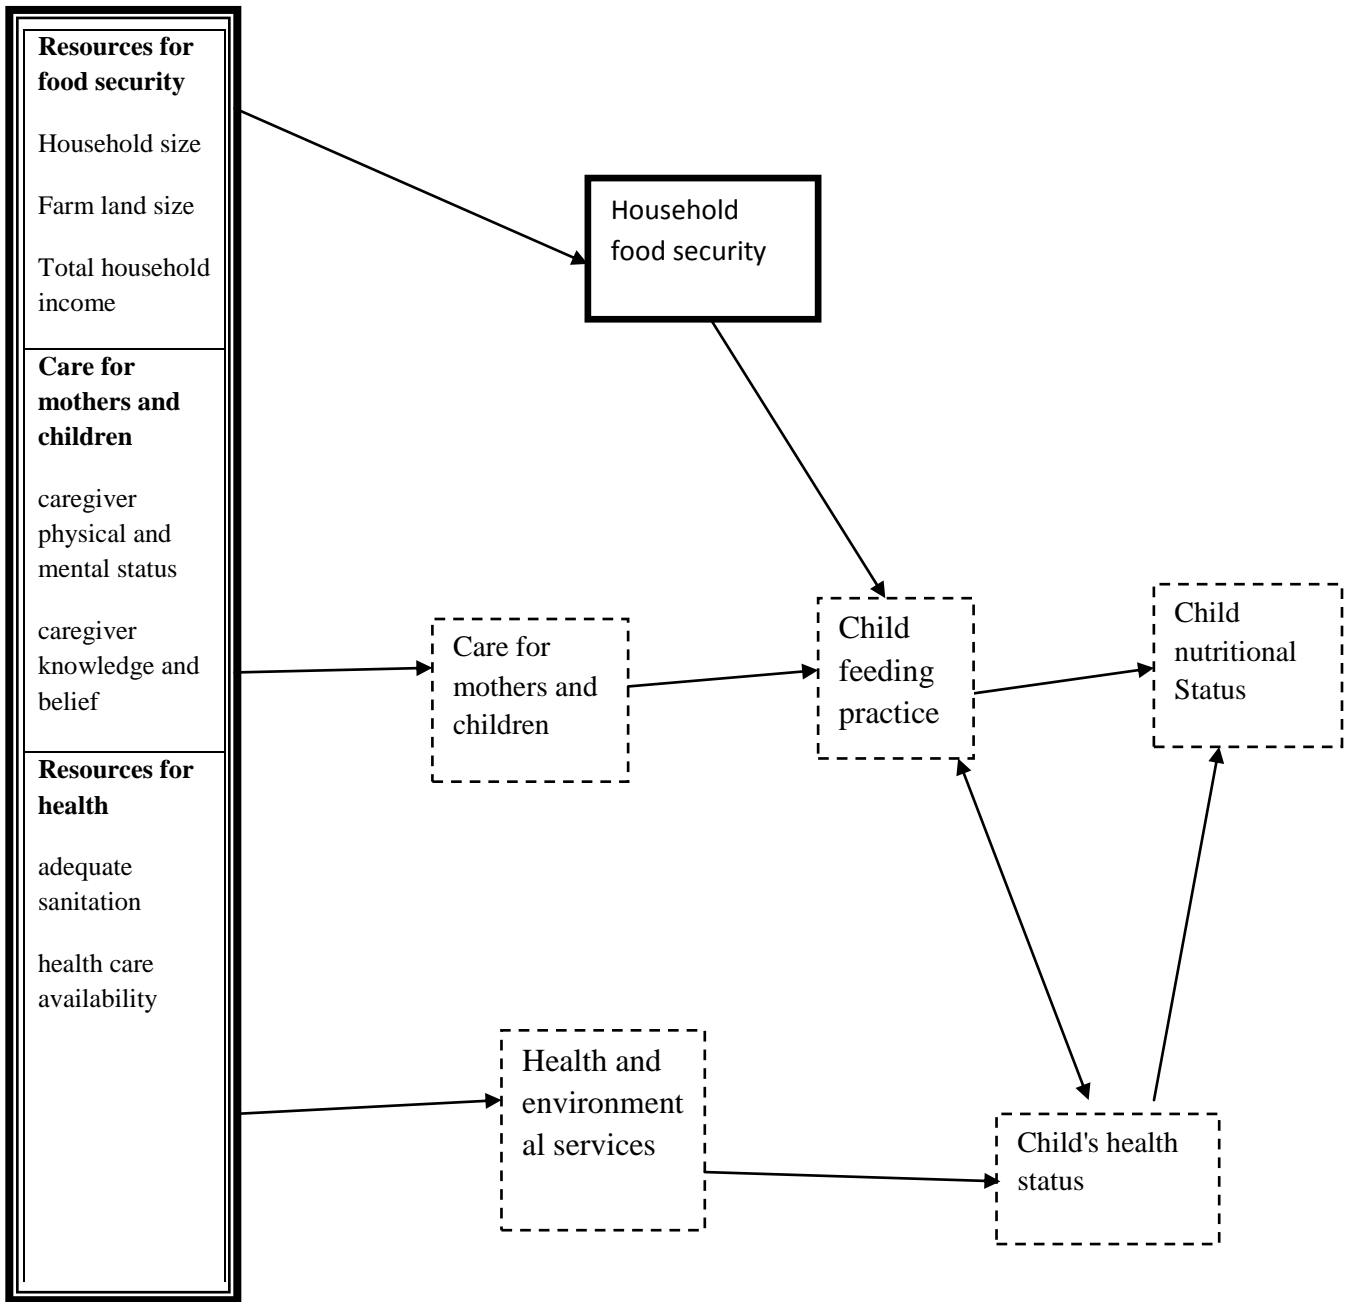 Resources for
food security
Household size
Farm land size
Total household
income
Care for
mothers and
children
caregiver
physical and
mental status
caregiver
knowledge and
belief
Resources for
health
adequate
sanitation
health care
availability
Household
food security
Care for
mothers and
children
Child
feeding
practice
Child
nutritional
Status
Health and
environment
al services
Child's health
status